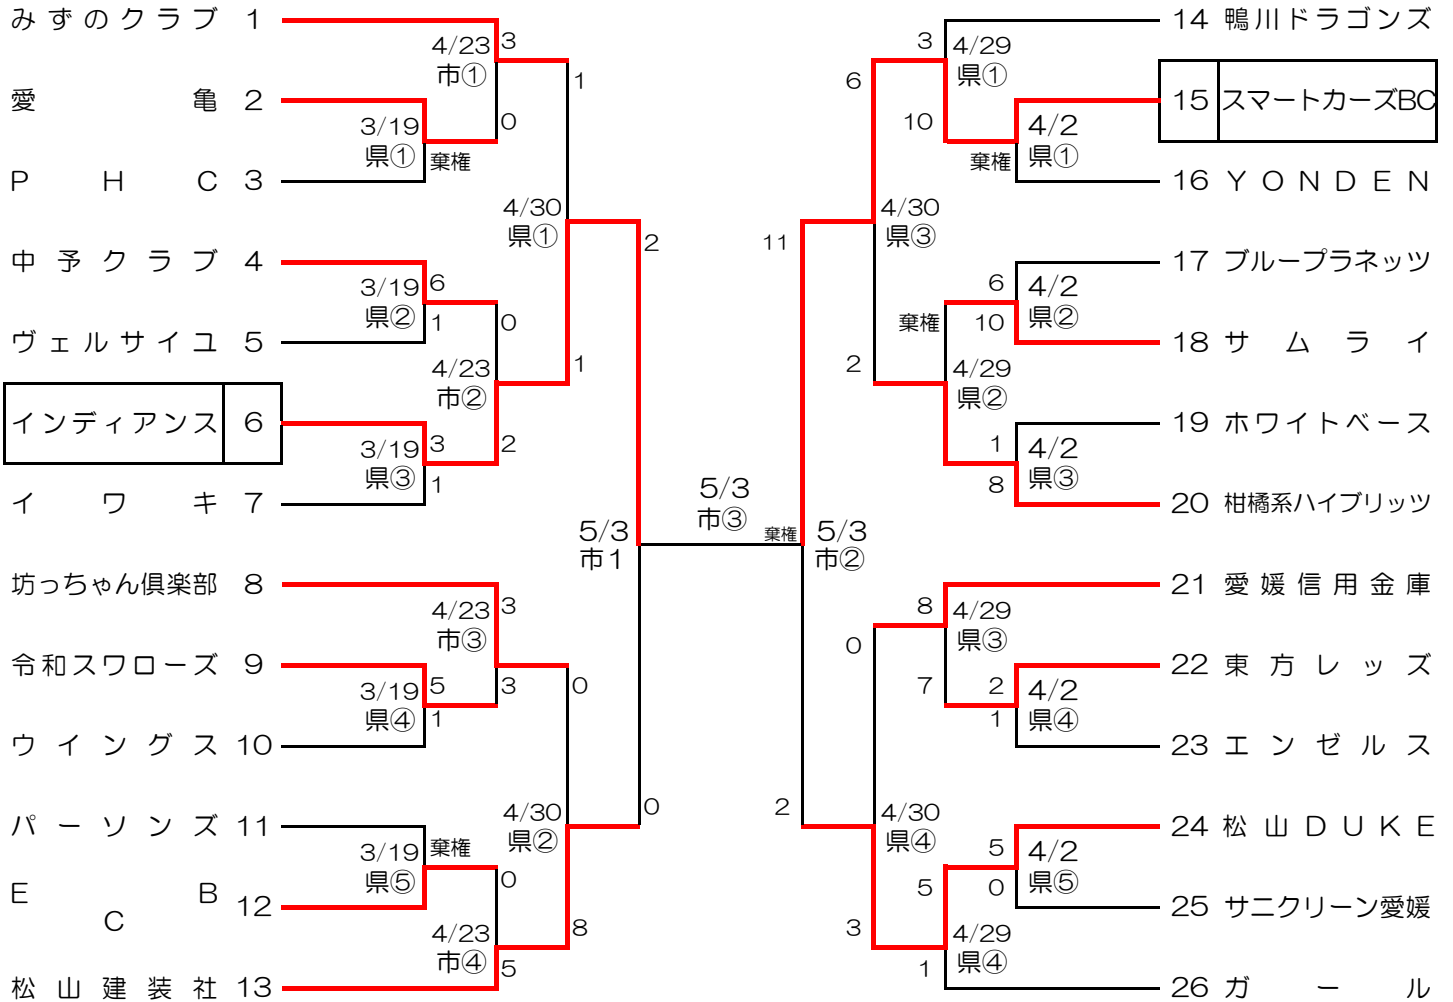 みずのクラブ 1
愛亀 2
PHC 3
中予クラブ 4
ヴェルサイユ 5
インディアンス 6
イワキ 7
坊っちゃん倶楽部 8
令和スワローズ 9
ウイングス 10
パーソンズ 11
ECB 12
松山建装社 13
4/23
市①
3
0
3/19
県①
棄権
1
4/30
県①
1
3/19
県②
6
1
0
4/23
市②
2
3/19
県③
3
1
2
5/3
市1
0
4/23
市③
3
3
3/19
県④
5
1
0
4/30
県②
8
3/19
県⑤
棄権
0
4/23
市④
5
5/3
市③
棄権
11
5/3
市②
2
6
4/30
県③
2
3
4/29
県①
10
4/2
県①
棄権
6
4/2
県②
10
棄権
4/29
県②
1
4/2
県③
8
0
4/30
県④
3
8
4/29
県③
7
2
4/2
県④
1
5
4/2
県⑤
0
5
4/29
県④
1
14 鴨川ドラゴンズ
15 スマートカーズBC
16 YONDEN
17 ブループラネッツ
18 サムライ
19 ホワイトベース
20 柑橘系ハイブリッツ
21 愛媛信用金庫
22 東方レッズ
23 エンゼルス
24 松山DUKE
25 サニクリーン愛媛
26 ガール